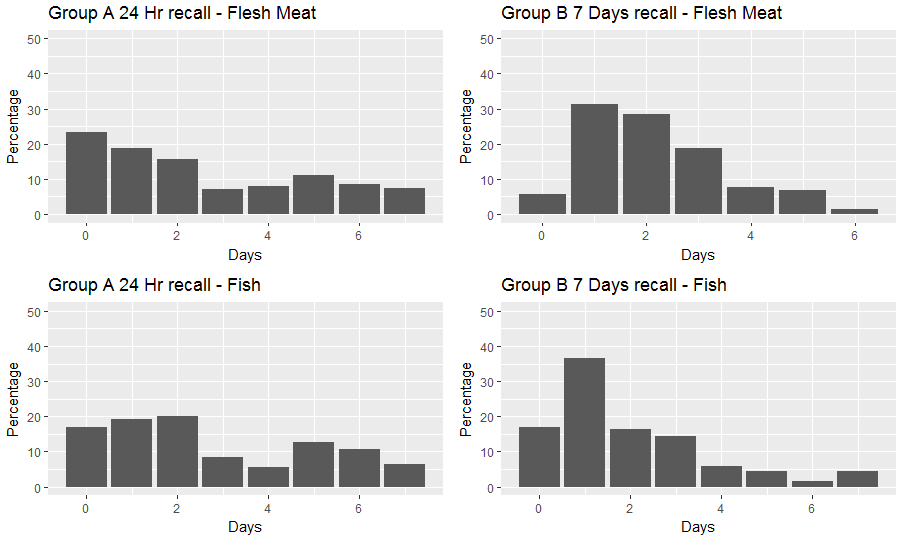 Group A 24 Hr recall - Flesh Meat
50
40
30
20
10
0
Percentage
0 2 4 6
Days
Group B 7 Days recall - Flesh Meat
50
40
30
20
10
0
Percentage
0 2 4 6
Days
Group A 24 Hr recall - Fish
50
40
30
20
10
0
Percentage
0 2 4 6
Days
Group B 7 Days recall - Fish
50
40
30
20
10
0
Percentage
0 2 4 6
Days